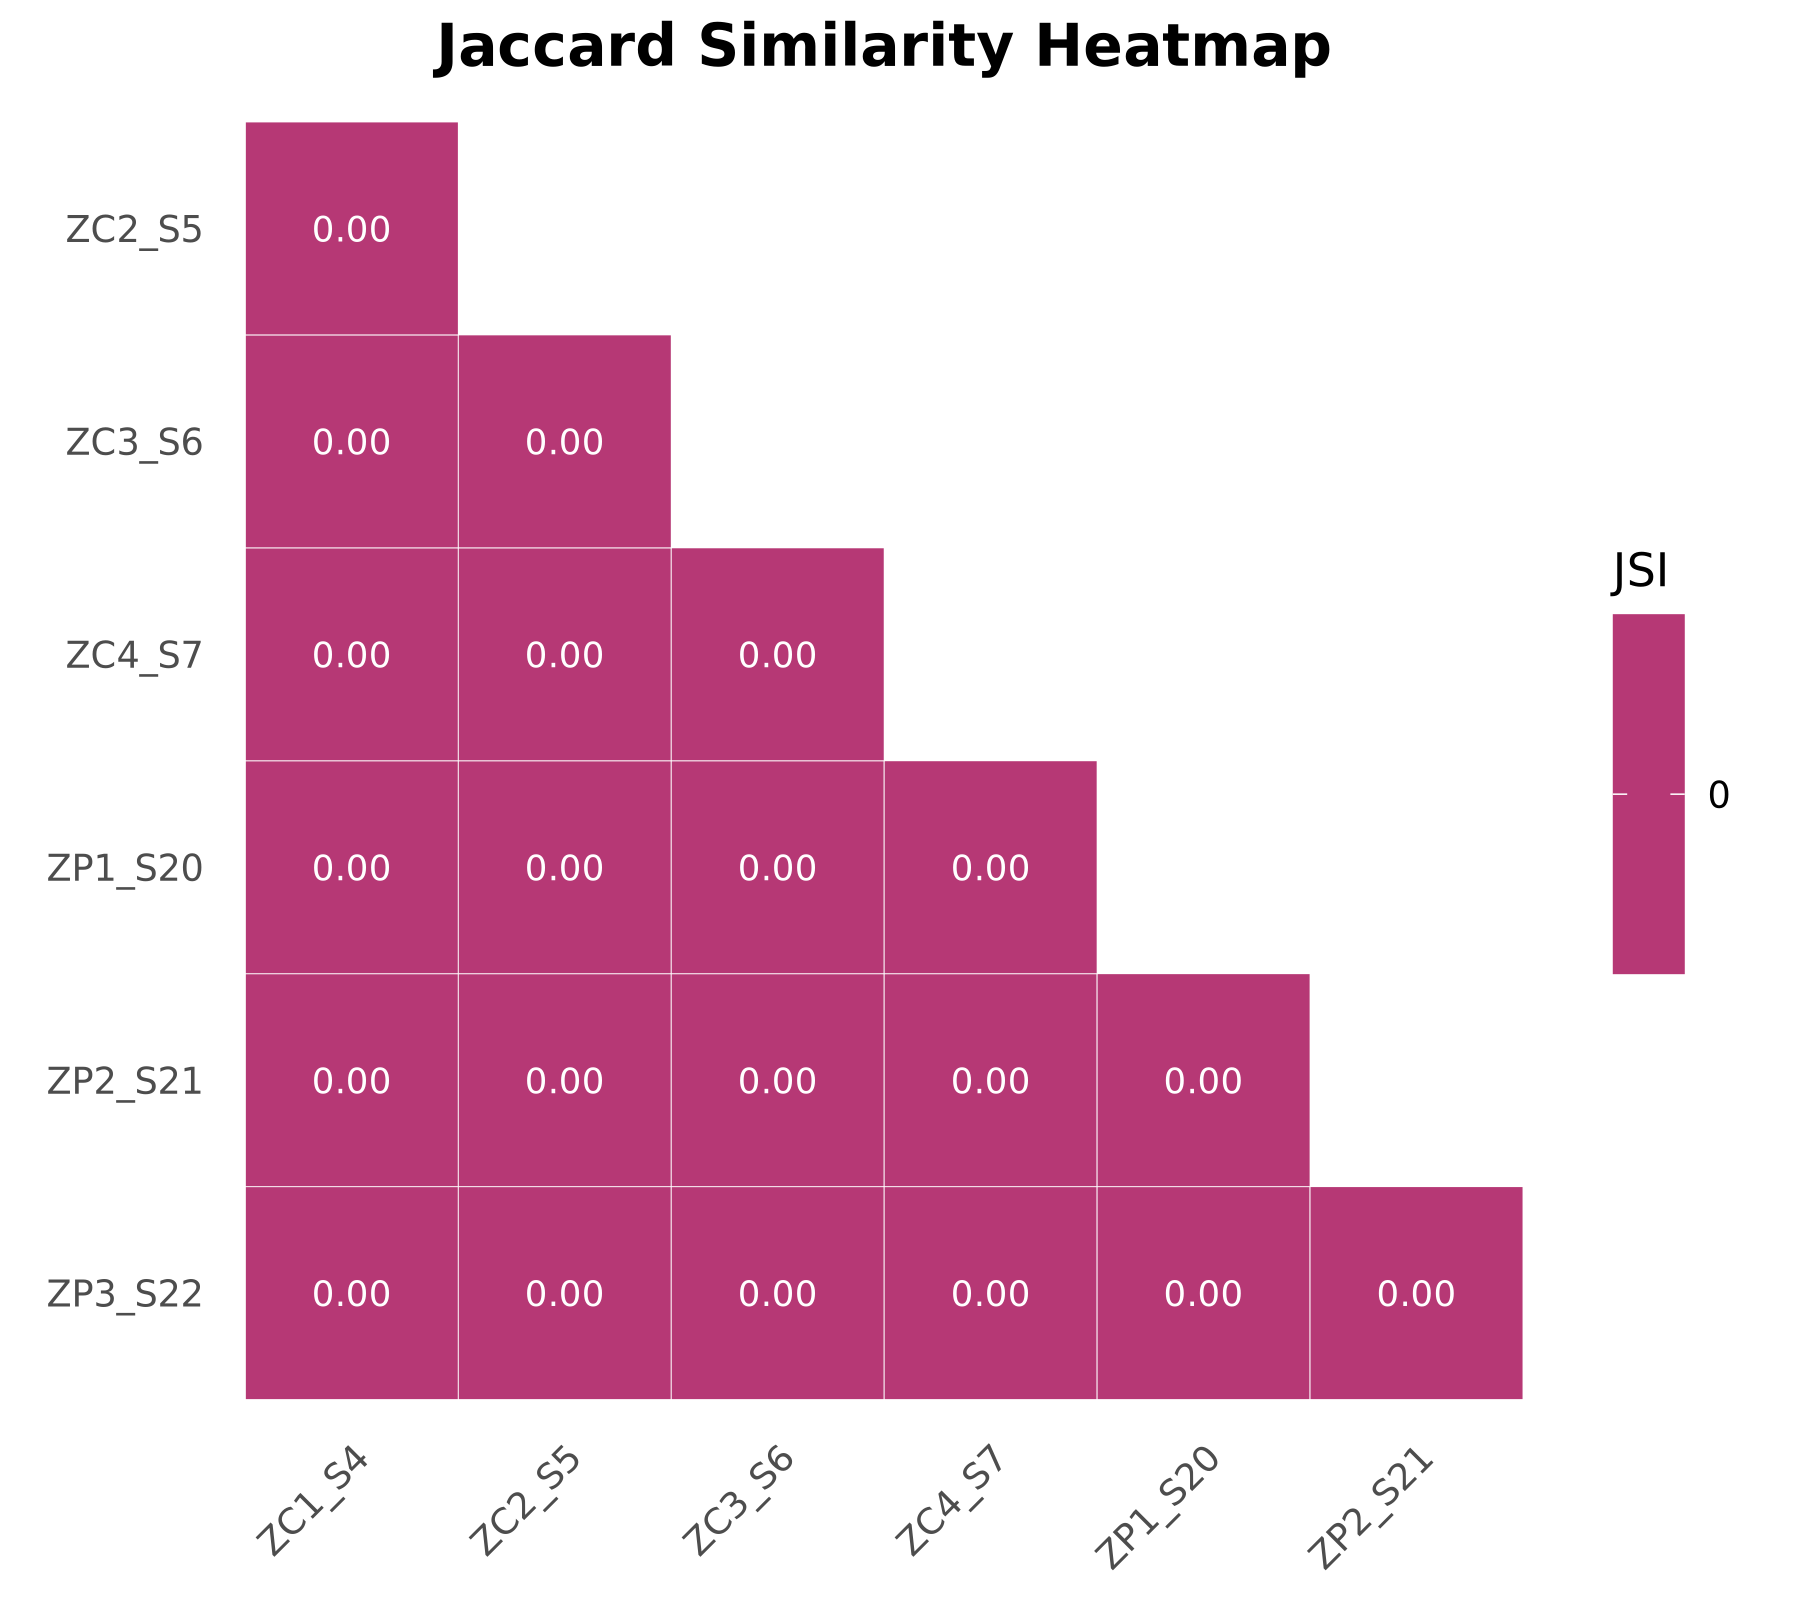 Jaccard Similarity Heatmap
ZC2_S5 0.00
ZC3_S6 0.00 0.00
ZC4_S7 0.00 0.00 0.00
ZP1_S20 0.00 0.00 0.00 0.00
ZP2_S21 0.00 0.00 0.00 0.00 0.00
ZP3_S22 0.00 0.00 0.00 0.00 0.00 0.00
ZC1_S4 ZC2_S5 ZC3_S6 ZC4_S7 ZP1_S20 ZP2_S21
JSI
0